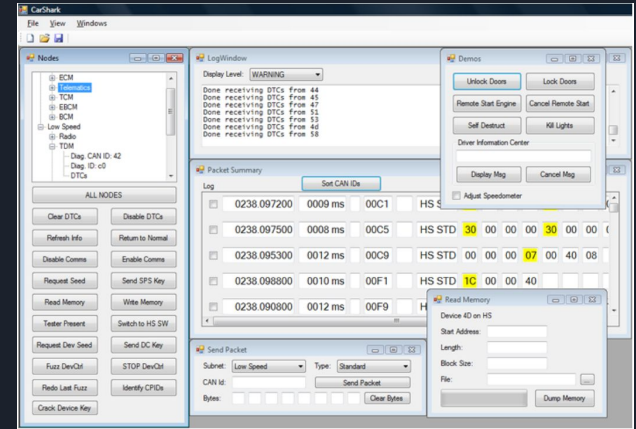 CarShark
File View Windows
Nodes
ECM
Telematics
TCM
EBCM
BCM
Low Speed
Radio
TDM
Diag. CAN ID: 42
Diag. ID: c0
DTCs
ALL NODES
Clear DTCs Disable DTCs
Refresh Info Return to Normal
Disable Comms Enable Comms
Request Seed Send SPS Key
Read Memory Write Memory
Tester Present Switch to HS SW
Request Dev Seed Send DC Key
Fuzz DevCtrl STOP DevCtrl
Redo Last Fuzz Identify CPIDs
Crack Device Key
LogWindow
Display Level: WARNING
Done receiving DTCs from 44
Done receiving DTCs from 45
Done receiving DTCs from 47
Done receiving DTCs from 51
Done receiving DTCs from 53
Done receiving DTCs from 4d
Done receiving DTCs from 58
Demos
Unlock Doors Lock Doors
Remote Start Engine Cancel Remote Start
Self Destruct Kill Lights
Driver Information Center
Display Msg Cancel Msg
Adjust Speedometer
Packet Summary
Log Sort CAN IDs
0238.097200 0009 ms 00C1 HS S
0238.097500 0008 ms 00C5 HS STD 30 00 00 00 30 00 00
0238.095300 0012 ms 00C9 HS STD 00 00 00 07 00 40 08
0238.098800 0010 ms 00F1 HS STD 1C 00 00 40
0238.090800 0012 ms 00F9 H
Read Memory
Device 4D on HS
Start Address:
Length:
Block Size:
File: ...
Dump Memory
Send Packet
Subnet: Low Speed Type: Standard
CAN Id: Send Packet
Bytes: Clear Bytes